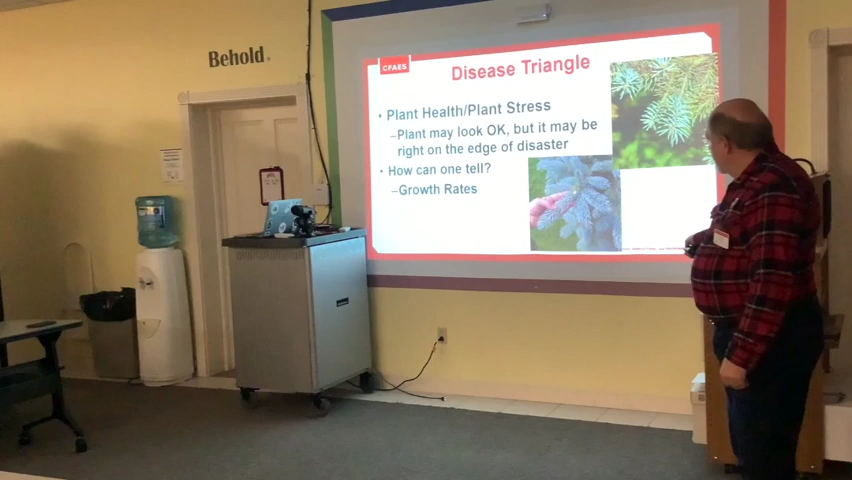 Behold.
CFAES
Disease Triangle
• Plant Health/Plant Stress
–Plant may look OK, but it may be
right on the edge of disaster
• How can one tell?
–Growth Rates